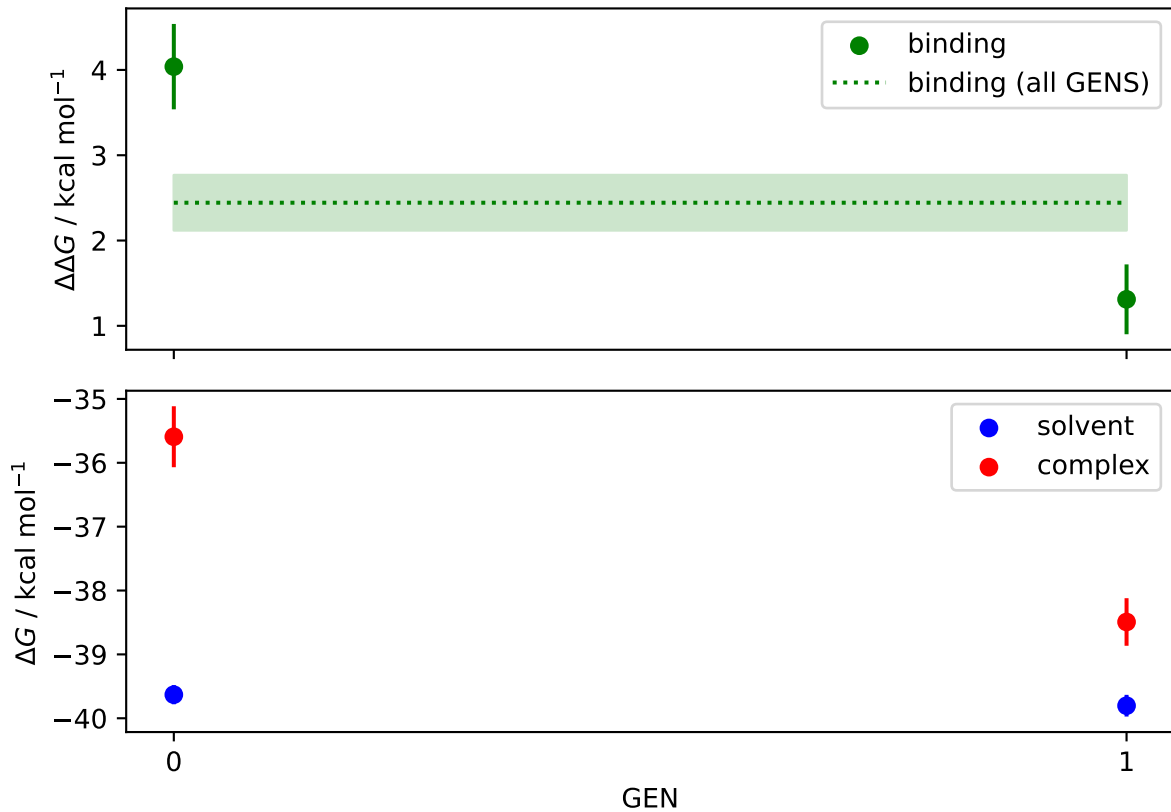 binding
binding (all GENS)
4
3
2
1
ΔΔG / kcal mol⁻¹
solvent
complex
−35
−36
−37
−38
−39
−40
ΔG / kcal mol⁻¹
0
1
GEN